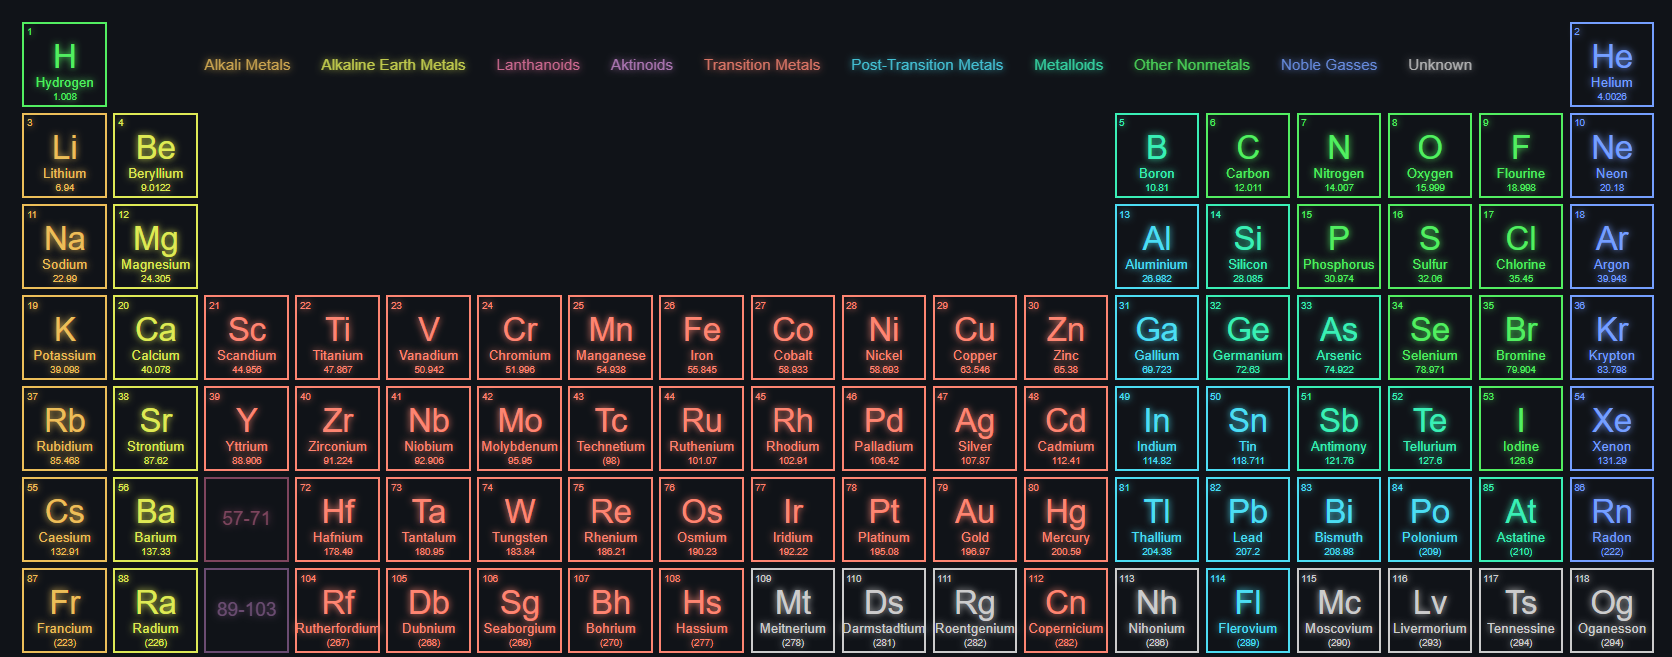 1
H
Hydrogen
1.008
Alkali Metals Alkaline Earth Metals Lanthanoids Aktinoids Transition Metals Post-Transition Metals Metalloids Other Nonmetals Noble Gasses Unknown
2
He
Helium
4.0026
3 4 5 6 7 8 9 10
Li Be B C N O F Ne
Lithium Beryllium Boron Carbon Nitrogen Oxygen Flourine Neon
6.94 9.0122 10.81 12.011 14.007 15.999 18.998 20.18
11 12 13 14 15 16 17 18
Na Mg Al Si P S Cl Ar
Sodium Magnesium Aluminium Silicon Phosphorus Sulfur Chlorine Argon
22.99 24.305 26.982 28.085 30.974 32.06 35.45 39.948
19 20 21 22 23 24 25 26 27 28 29 30 31 32 33 34 35 36
K Ca Sc Ti V Cr Mn Fe Co Ni Cu Zn Ga Ge As Se Br Kr
Potassium Calcium Scandium Titanium Vanadium Chromium Manganese Iron Cobalt Nickel Copper Zinc Gallium Germanium Arsenic Selenium Bromine Krypton
39.098 40.078 44.956 47.867 50.942 51.996 54.938 55.845 58.933 58.693 63.546 65.38 69.723 72.63 74.922 78.971 79.904 83.798
37 38 39 40 41 42 43 44 45 46 47 48 49 50 51 52 53 54
Rb Sr Y Zr Nb Mo Tc Ru Rh Pd Ag Cd In Sn Sb Te I Xe
Rubidium Strontium Yttrium Zirconium Niobium Molybdenum Technetium Ruthenium Rhodium Palladium Silver Cadmium Indium Tin Antimony Tellurium Iodine Xenon
85.468 87.62 88.906 91.224 92.906 95.95 (98) 101.07 102.91 106.42 107.87 112.41 114.82 118.711 121.76 127.6 126.9 131.29
55 56 72 73 74 75 76 77 78 79 80 81 82 83 84 85 86
Cs Ba 57-71 Hf Ta W Re Os Ir Pt Au Hg Tl Pb Bi Po At Rn
Caesium Barium Hafnium Tantalum Tungsten Rhenium Osmium Iridium Platinum Gold Mercury Thallium Lead Bismuth Polonium Astatine Radon
132.91 137.33 178.49 180.95 183.84 186.21 190.23 192.22 195.08 196.97 200.59 204.38 207.2 208.98 (209) (210) (222)
87 88 104 105 106 107 108 109 110 111 112 113 114 115 116 117 118
Fr Ra 89-103 Rf Db Sg Bh Hs Mt Ds Rg Cn Nh Fl Mc Lv Ts Og
Francium Radium Rutherfordium Dubnium Seaborgium Bohrium Hassium Meitnerium Darmstadtium Roentgenium Copernicium Nihonium Flerovium Moscovium Livermorium Tennessine Oganesson
(223) (226) (267) (268) (269) (270) (277) (278) (281) (282) (282) (286) (289) (290) (293) (294) (294)